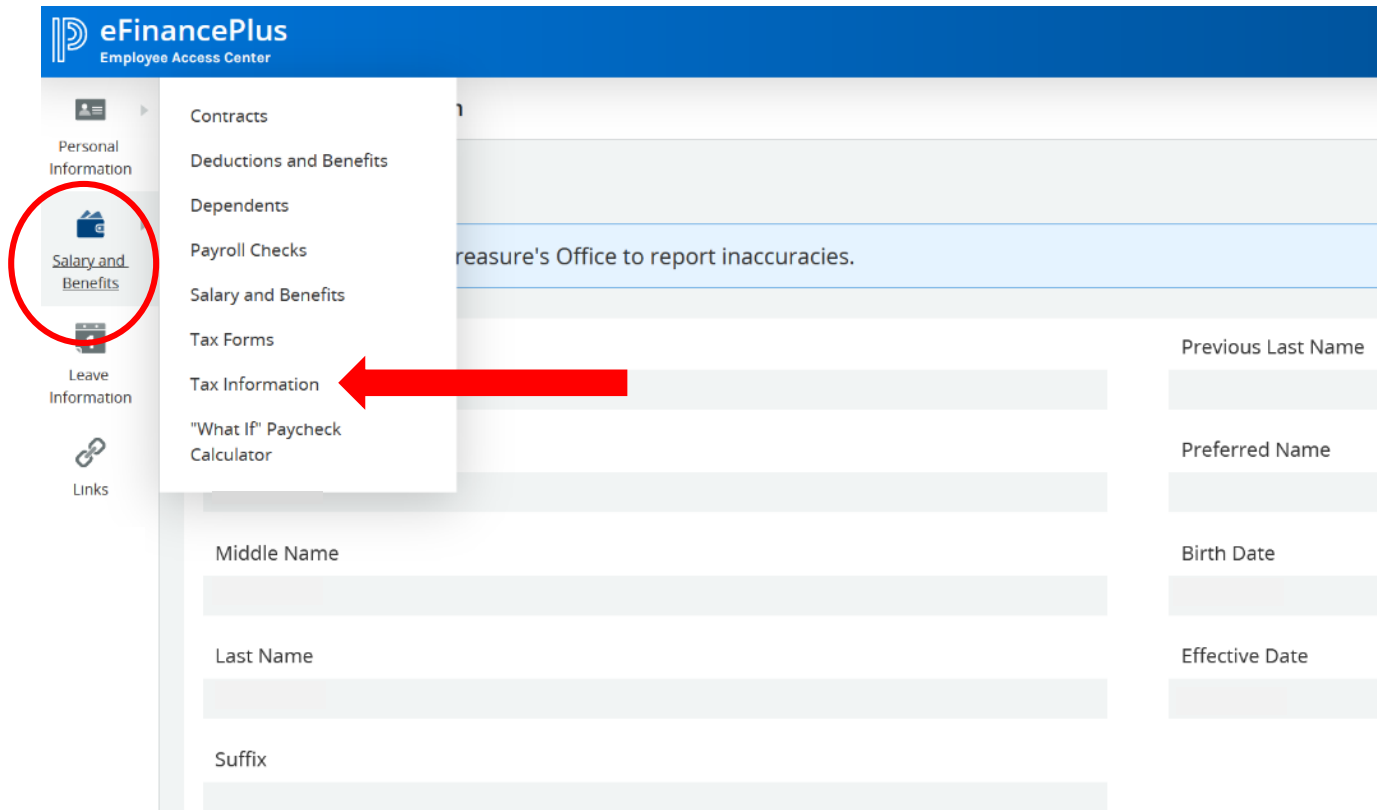 eFinancePlus
Employee Access Center
Personal
Information
Salary and
Benefits
Leave
Information
Links
Contracts
Deductions and Benefits
Dependents
Payroll Checks
Salary and Benefits
Tax Forms
Tax Information
"What If" Paycheck
Calculator
reasure's Office to report inaccuracies.
Previous Last Name
Preferred Name
Middle Name
Birth Date
Last Name
Effective Date
Suffix